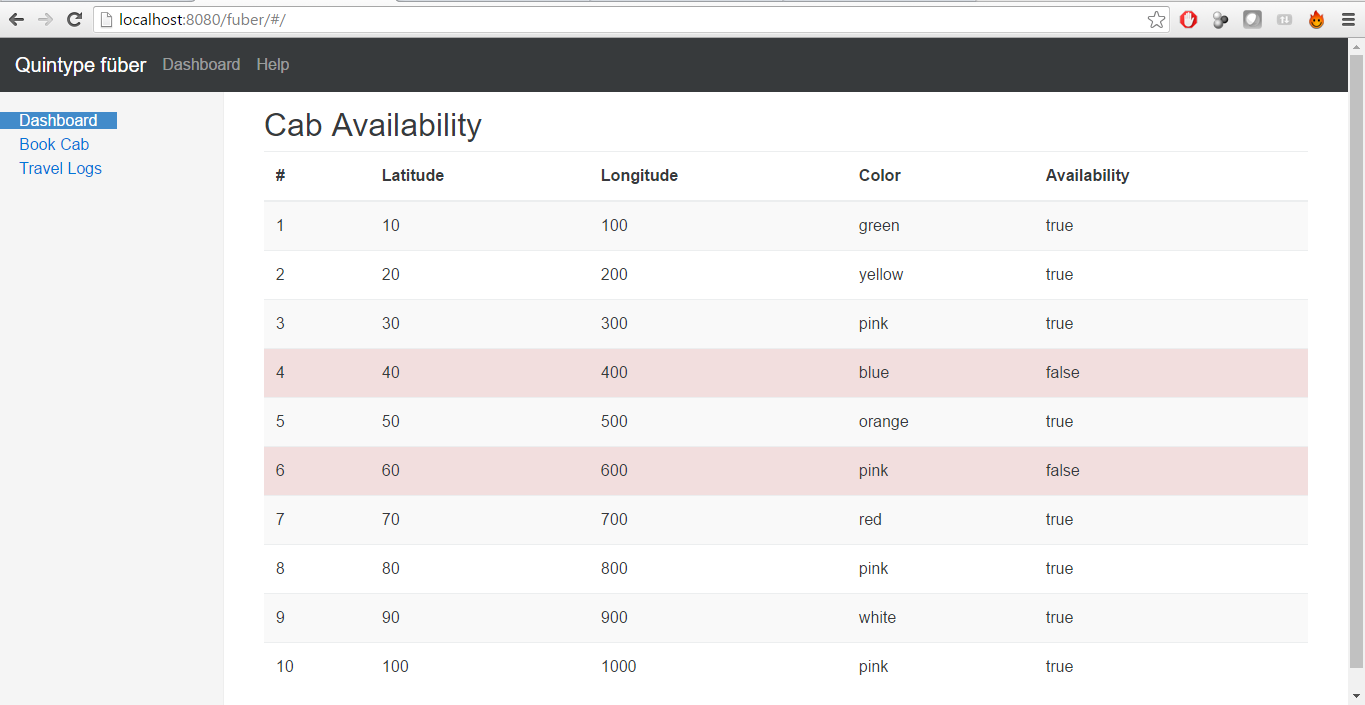 localhost:8080/fuber/#/
Quintype füber Dashboard Help
Dashboard
Book Cab
Travel Logs
Cab Availability
# Latitude Longitude Color Availability
1 10 100 green true
2 20 200 yellow true
3 30 300 pink true
4 40 400 blue false
5 50 500 orange true
6 60 600 pink false
7 70 700 red true
8 80 800 pink true
9 90 900 white true
10 100 1000 pink true